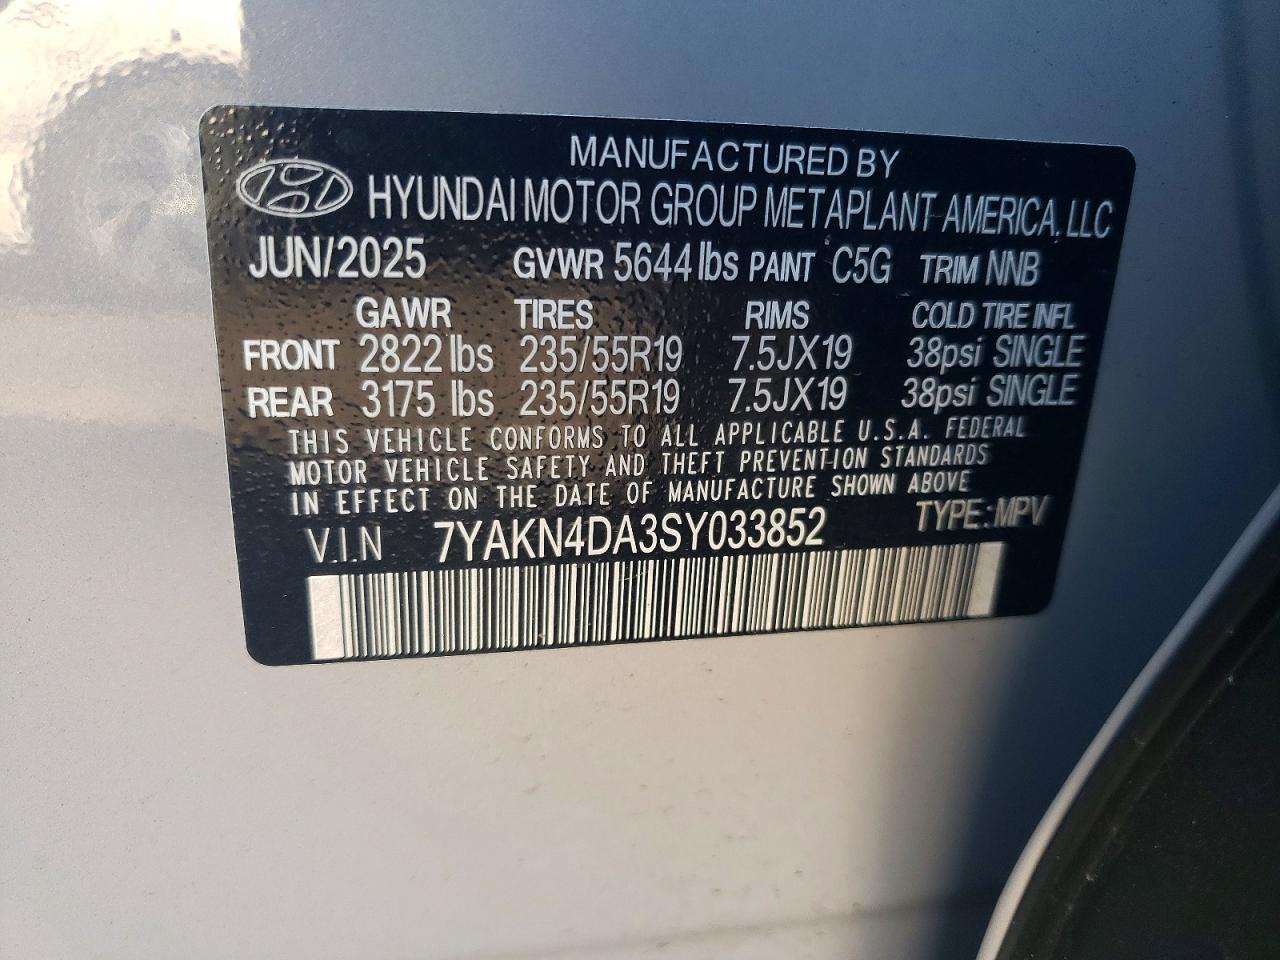 MANUFACTURED BY
HYUNDAI MOTOR GROUP METAPLANT AMERICA, LLC
JUN/2025 GVWR 5644 lbs PAINT C5G TRIM NNB
GAWR TIRES RIMS COLD TIRE INFL
FRONT 2822 lbs 235/55R19 7.5JX19 38psi SINGLE
REAR 3175 lbs 235/55R19 7.5JX19 38psi SINGLE
THIS VEHICLE CONFORMS TO ALL APPLICABLE U.S.A. FEDERAL
MOTOR VEHICLE SAFETY AND THEFT PREVENTION STANDARDS
IN EFFECT ON THE DATE OF MANUFACTURE SHOWN ABOVE
VIN 7YAKN4DA3SY033852 TYPE: MPV